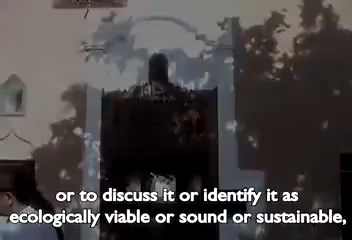 or to discuss it or identify it as
ecologically viable or sound or sustainable,